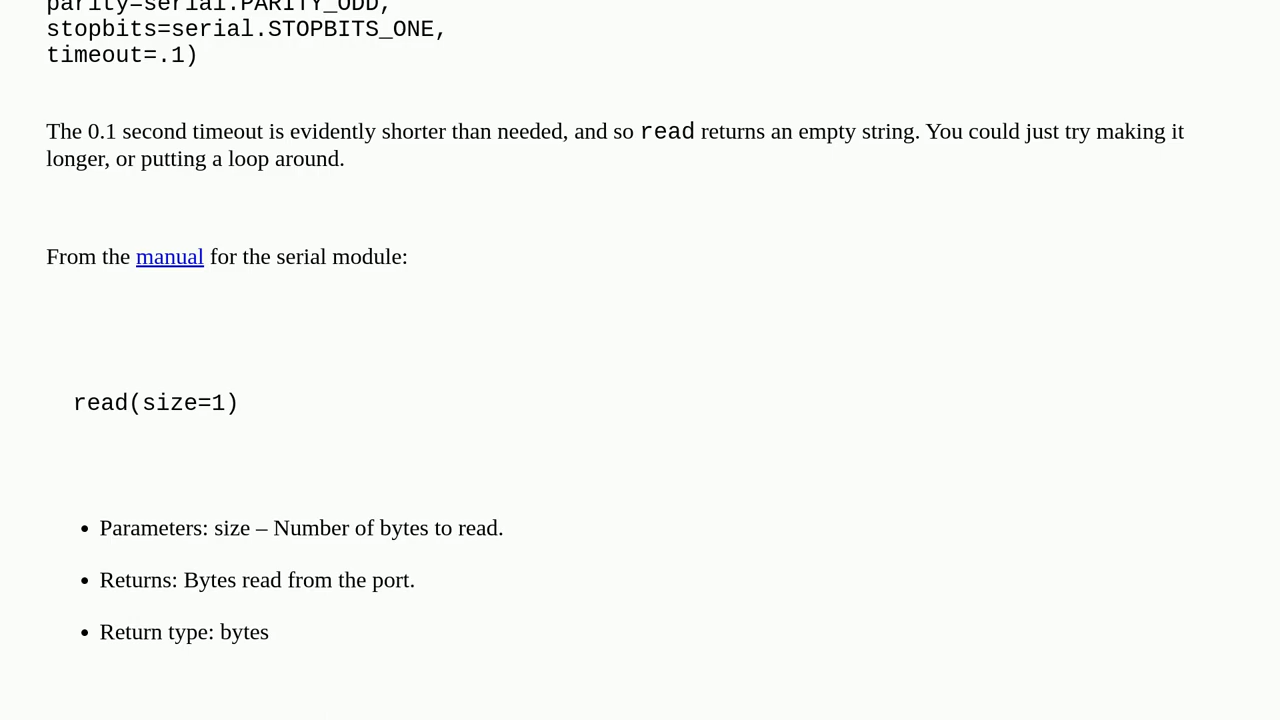 parity=serial.PARITY_ODD,
stopbits=serial.STOPBITS_ONE,
timeout=.1)
The 0.1 second timeout is evidently shorter than needed, and so read returns an empty string. You could just try making it
longer, or putting a loop around.
From the manual for the serial module:
read(size=1)
• Parameters: size – Number of bytes to read.
• Returns: Bytes read from the port.
• Return type: bytes